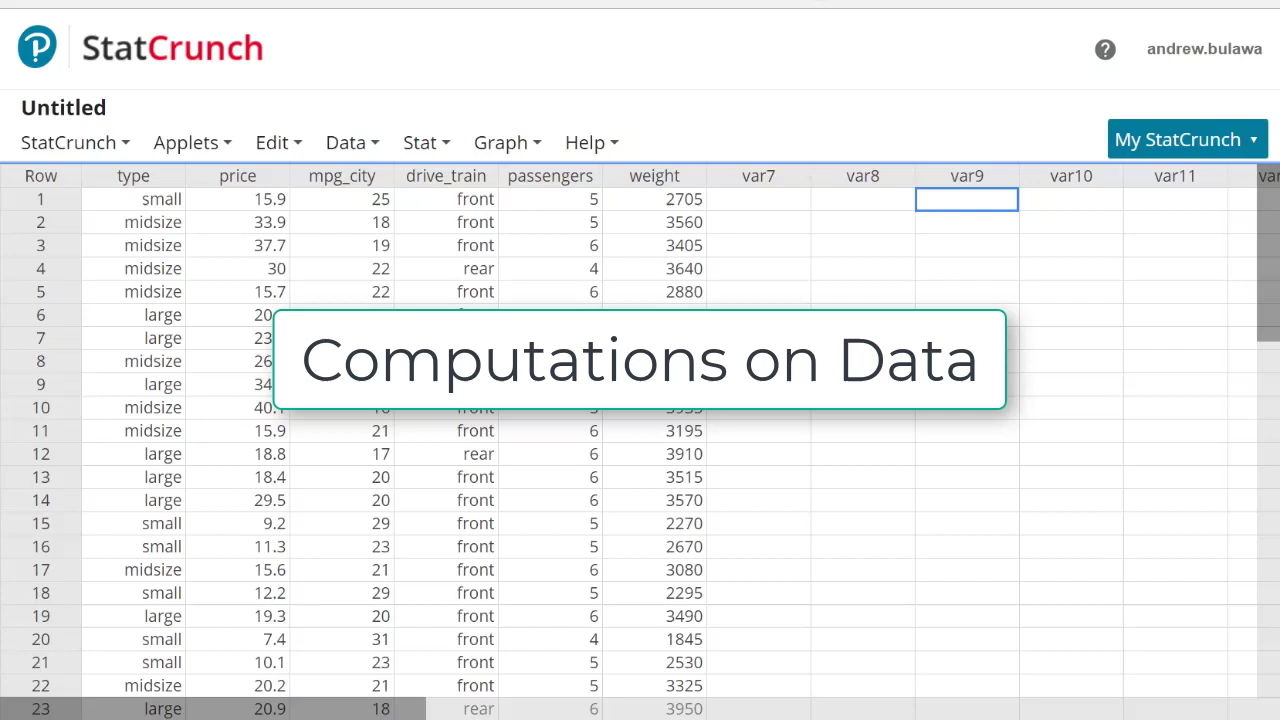 StatCrunch
andrew.bulawa
Untitled
StatCrunch Applets Edit Data Stat Graph Help My StatCrunch
Row type price mpg_city drive_train passengers weight var7 var8 var9 var10 var11
1 small 15.9 25 front 5 2705
2 midsize 33.9 18 front 5 3560
3 midsize 37.7 19 front 6 3405
4 midsize 30 22 rear 4 3640
5 midsize 15.7 22 front 6 2880
6 large
7 large
8 midsize
9 large
Computations on Data
10 midsize
11 midsize 15.9 21 front 6 3195
12 large 18.8 17 rear 6 3910
13 large 18.4 20 front 6 3515
14 large 29.5 20 front 6 3570
15 small 9.2 29 front 5 2270
16 small 11.3 23 front 5 2670
17 midsize 15.6 21 front 6 3080
18 small 12.2 29 front 5 2295
19 large 19.3 20 front 6 3490
20 small 7.4 31 front 4 1845
21 small 10.1 23 front 5 2530
22 midsize 20.2 21 front 5 3325
23 large 20.9 18 rear 6 3950